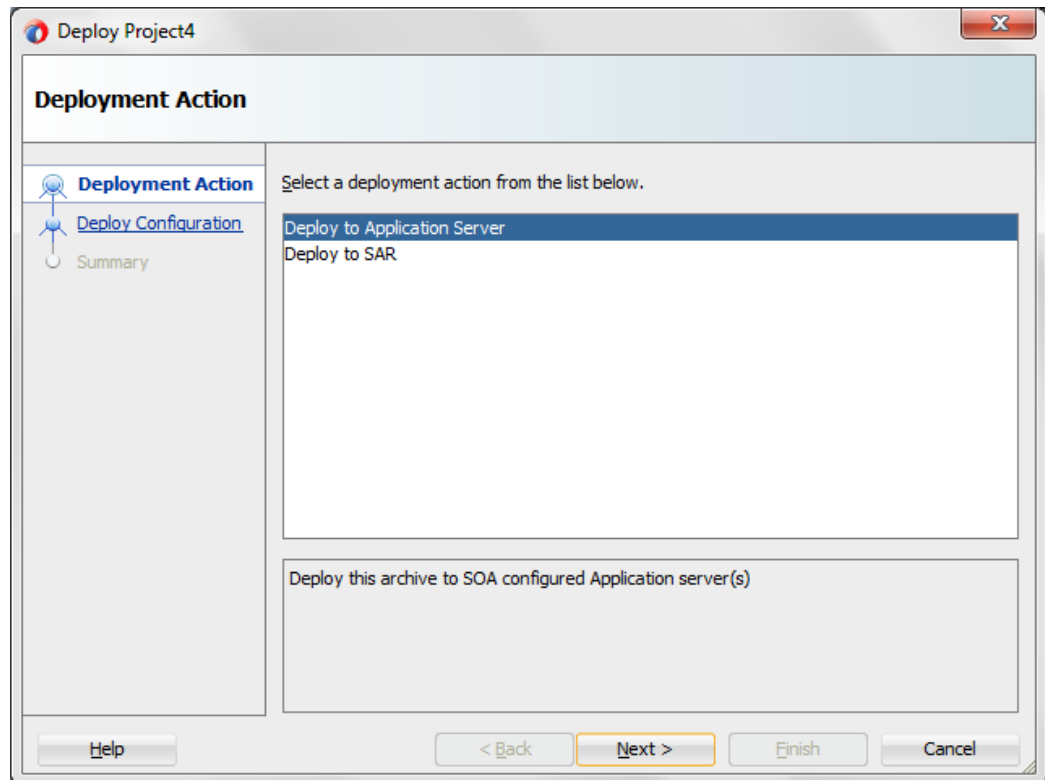 Deploy Project4
Deployment Action
Deployment Action
Deploy Configuration
Summary
Select a deployment action from the list below.
Deploy to Application Server
Deploy to SAR
Deploy this archive to SOA configured Application server(s)
Help
< Back
Next >
Finish
Cancel